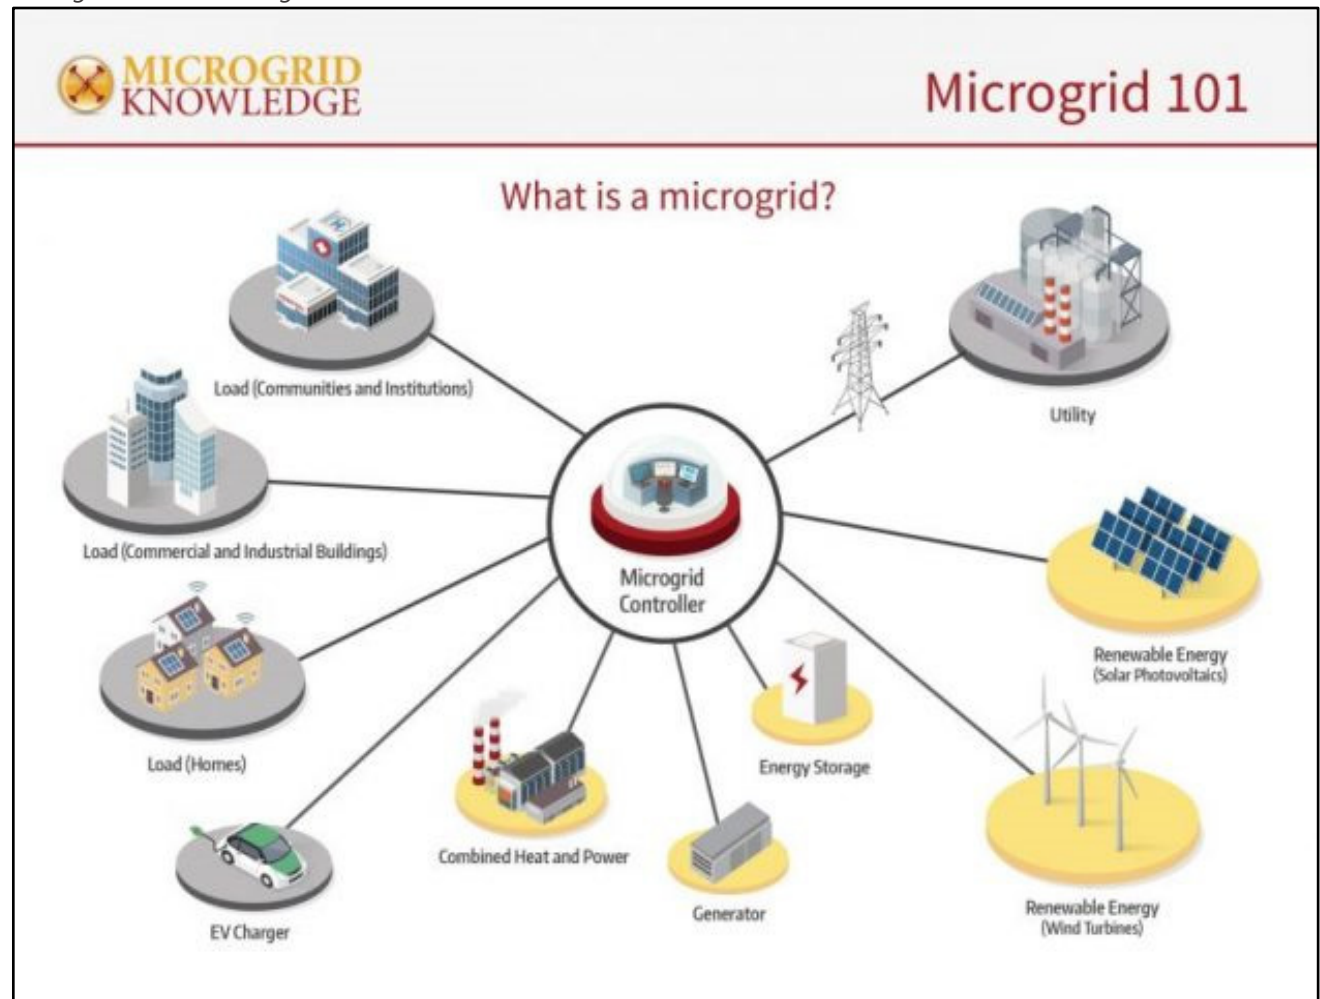 MICROGRID
KNOWLEDGE
Microgrid 101
What is a microgrid?
H
Load (Communities and Institutions)
Utility
Load (Commercial and Industrial Buildings)
Microgrid
Controller
Renewable Energy
(Solar Photovoltaics)
Load (Homes)
Energy Storage
Combined Heat and Power
Generator
Renewable Energy
(Wind Turbines)
EV Charger